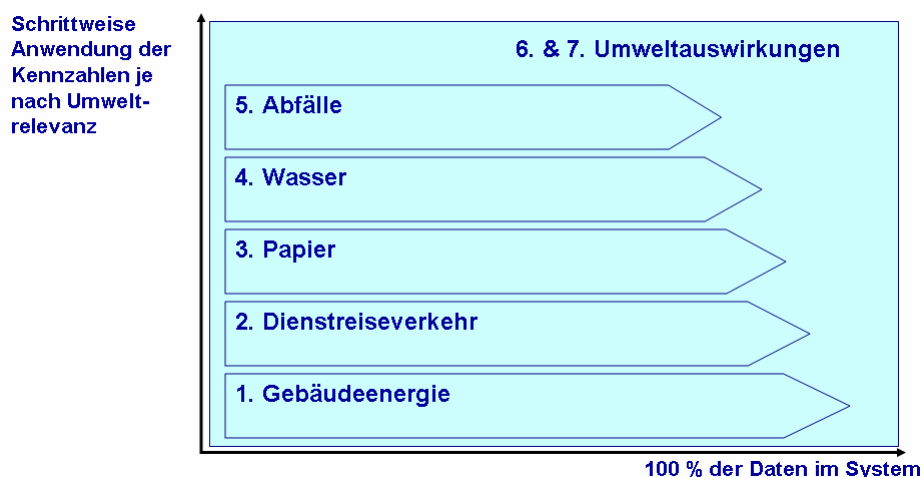 Schrittweise
Anwendung der
Kennzahlen je
nach Umwelt-
relevanz
6. & 7. Umweltauswirkungen
5. Abfälle
4. Wasser
3. Papier
2. Dienstreiseverkehr
1. Gebäudeenergie
100 % der Daten im System